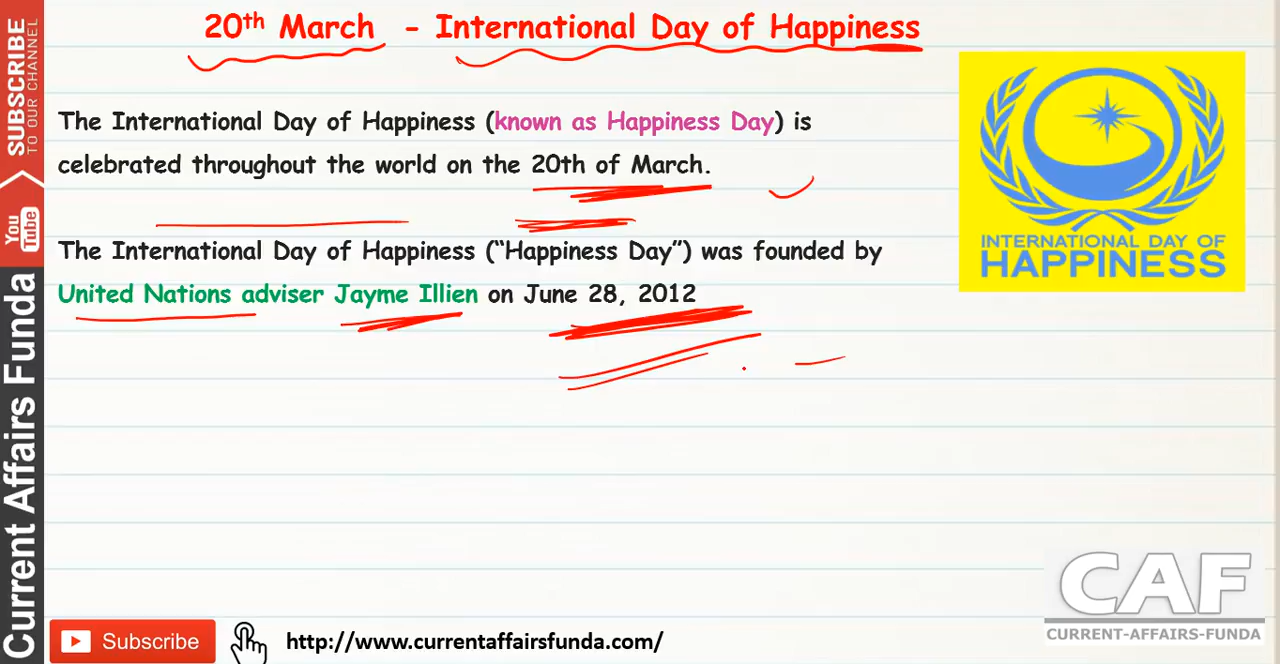 20th March - International Day of Happiness
The International Day of Happiness (known as Happiness Day) is
celebrated throughout the world on the 20th of March.
The International Day of Happiness (“Happiness Day”) was founded by
United Nations adviser Jayme Illien on June 28, 2012
INTERNATIONAL DAY OF
HAPPINESS
SUBSCRIBE
TO OUR CHANNEL
You
Tube
Current Affairs Funda
CAF
CURRENT-AFFAIRS-FUNDA
Subscribe
http://www.currentaffairsfunda.com/